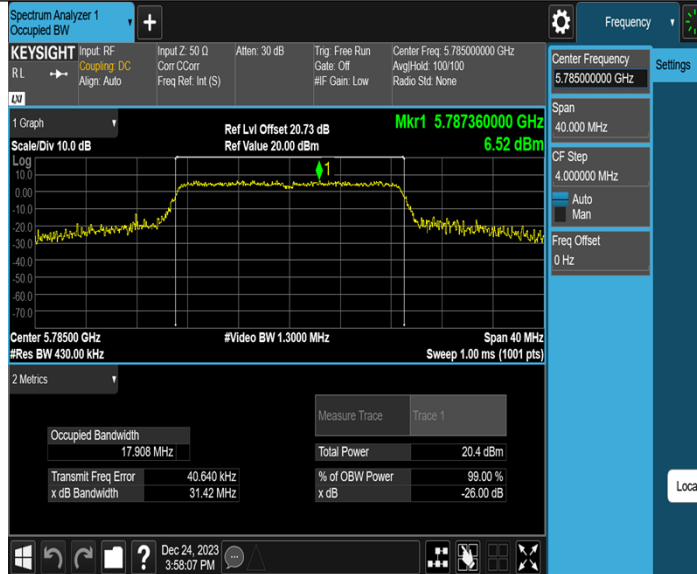 Spectrum Analyzer 1
Occupied BW
Frequency
KEYSIGHT
Input: RF
Input Z: 50 Ω
Atten: 30 dB
Trig: Free Run
Center Freq: 5.785000000 GHz
R L
Coupling: DC
Corr CCorr
Gate: Off
Avg|Hold: 100/100
Align: Auto
Freq Ref: Int (S)
#IF Gain: Low
Radio Std: None
LXI
Center Frequency
5.785000000 GHz
Settings
Span
40.000 MHz
CF Step
4.000000 MHz
Auto
Man
Freq Offset
0 Hz
Local
1 Graph
Ref Lvl Offset 20.73 dB
Mkr1 5.787360000 GHz
Scale/Div 10.0 dB
Ref Value 20.00 dBm
6.52 dBm
Log
1
10.0
0.00
-10.0
-20.0
-30.0
-40.0
-50.0
-60.0
-70.0
Center 5.78500 GHz
#Video BW 1.3000 MHz
Span 40 MHz
#Res BW 430.00 kHz
Sweep 1.00 ms (1001 pts)
2 Metrics
Measure Trace
Trace 1
Occupied Bandwidth
17.908 MHz
Total Power
20.4 dBm
Transmit Freq Error
40.640 kHz
% of OBW Power
99.00 %
x dB Bandwidth
31.42 MHz
x dB
-26.00 dB
?
Dec 24, 2023
3:58:07 PM